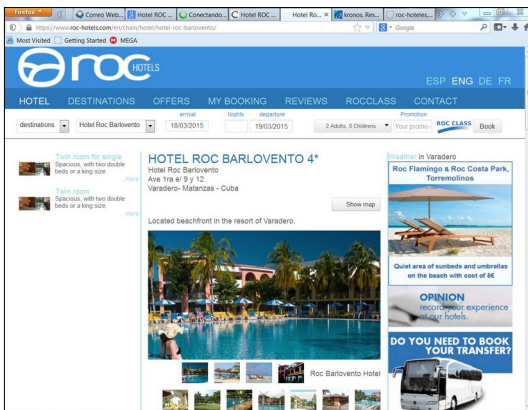 Firefox
Correo Web...
Hotel ROC ...
Conectando...
Hotel ROC ...
Hotel Ro...
kronos. Res...
roc-hoteles...
https://www.roc-hotels.com/en/chain/hotel/hotel-roc-barlovento/
Google
Most Visited
Getting Started
MEGA
roc HOTELS
ESP ENG DE FR
HOTEL DESTINATIONS OFFERS MY BOOKING REVIEWS ROCCLASS CONTACT
arrival
Nights
departure
Promotion
destinations
Hotel Roc Barlovento
18/03/2015
19/03/2015
2 Adults, 0 Childrens
Your promo
ROC CLASS
Book
Twin room for single
Spacious, with two double
beds or a king size.
...more
Twin room
Spacious, with two double
beds or a king size.
...more
HOTEL ROC BARLOVENTO 4*
Hotel Roc Barlovento
Ave 1ra e/ 9 y 12
Varadero- Matanzas - Cuba
Show map
Located beachfront in the resort of Varadero.
Roc Barlovento Hotel
Weather in Varadero
Roc Flamingo & Roc Costa Park,
Torremolinos
Quiet area of sunbeds and umbrellas
on the beach with cost of 6€
OPINION
record your experience
at our hotels.
DO YOU NEED TO BOOK
YOUR TRANSFER?